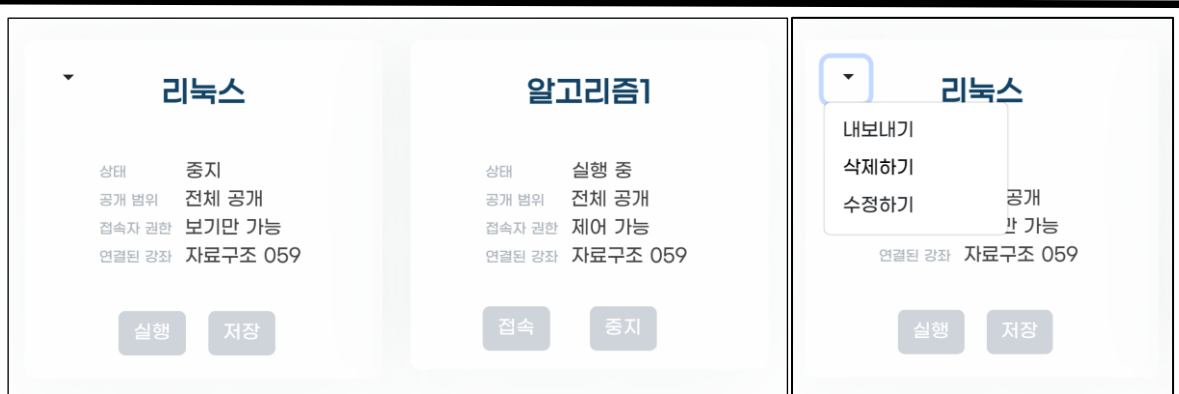 리눅스
상태 중지
공개 범위 전체 공개
접속자 권한 보기만 가능
연결된 강좌 자료구조 059
실행 저장
알고리즘1
상태 실행 중
공개 범위 전체 공개
접속자 권한 제어 가능
연결된 강좌 자료구조 059
접속 중지
리눅스
내보내기
삭제하기
수정하기
공개
가능
연결된 강좌 자료구조 059
실행 저장